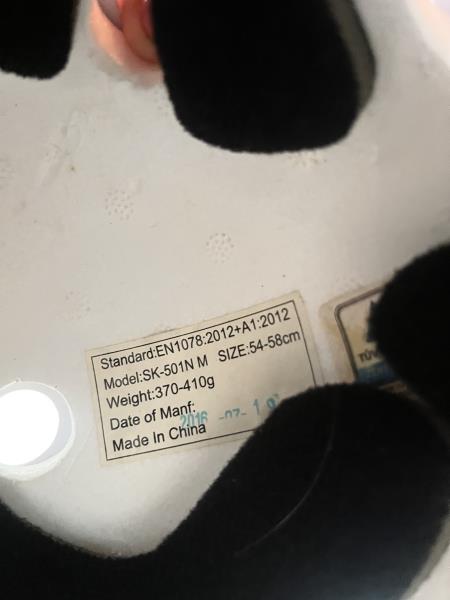 Standard:EN1078:2012+A1:2012
Model:SK-501N M SIZE:54-58cm
Weight:370-410g
Date of Manf: 2016 -07- 19
Made In China
TÜV